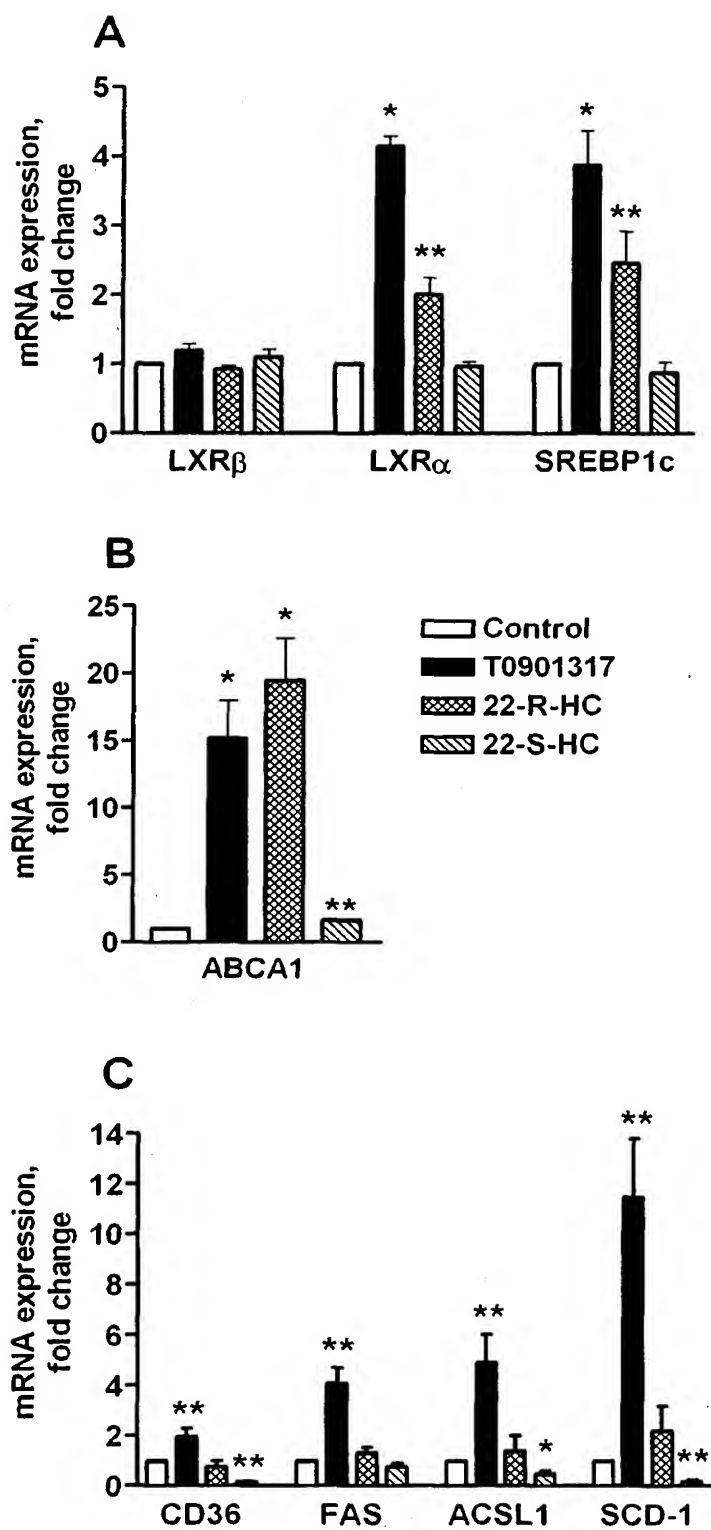 A
mRNA expression,
fold change
5
4
3
2
1
0
*
**
*
**
LXRβ LXRα SREBP1c
B
mRNA expression,
fold change
25
20
15
10
5
0
*
*
**
ABCA1
Control
T0901317
22-R-HC
22-S-HC
C
mRNA expression,
fold change
14
12
10
8
6
4
2
0
**
**
**
**
**
*
**
CD36 FAS ACSL1 SCD-1